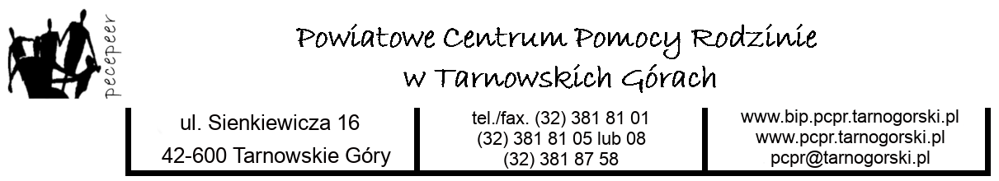 pecepeer
Powiatowe Centrum Pomocy Rodzinie
w Tarnowskich Górach
ul. Sienkiewicza 16
42-600 Tarnowskie Góry
tel./fax. (32) 381 81 01
(32) 381 81 05 lub 08
(32) 381 87 58
www.bip.pcpr.tarnogorski.pl
www.pcpr.tarnogorski.pl
pcpr@tarnogorski.pl